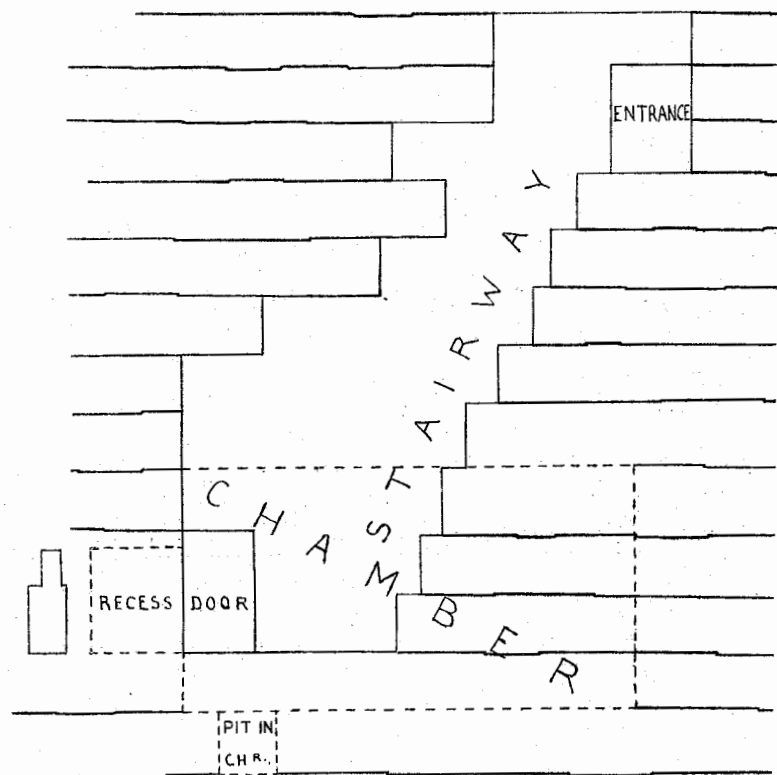 ENTRANCE
STAIRWAY
CHAMBER
RECESS
DOOR
PIT IN
CHR.,